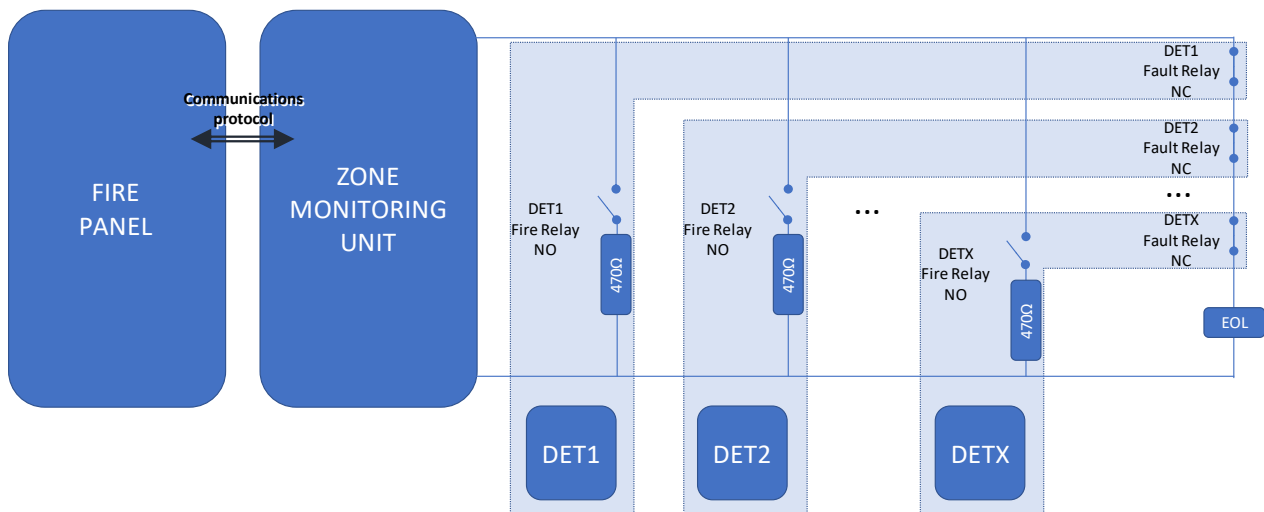 Communications
protocol
FIRE
PANEL
ZONE
MONITORING
UNIT
DET1
Fault Relay
NC
DET2
Fault Relay
NC
...
DETX
Fault Relay
NC
DET1
Fire Relay
NO
470Ω
DET2
Fire Relay
NO
470Ω
...
DETX
Fire Relay
NO
470Ω
EOL
DET1
DET2
DETX